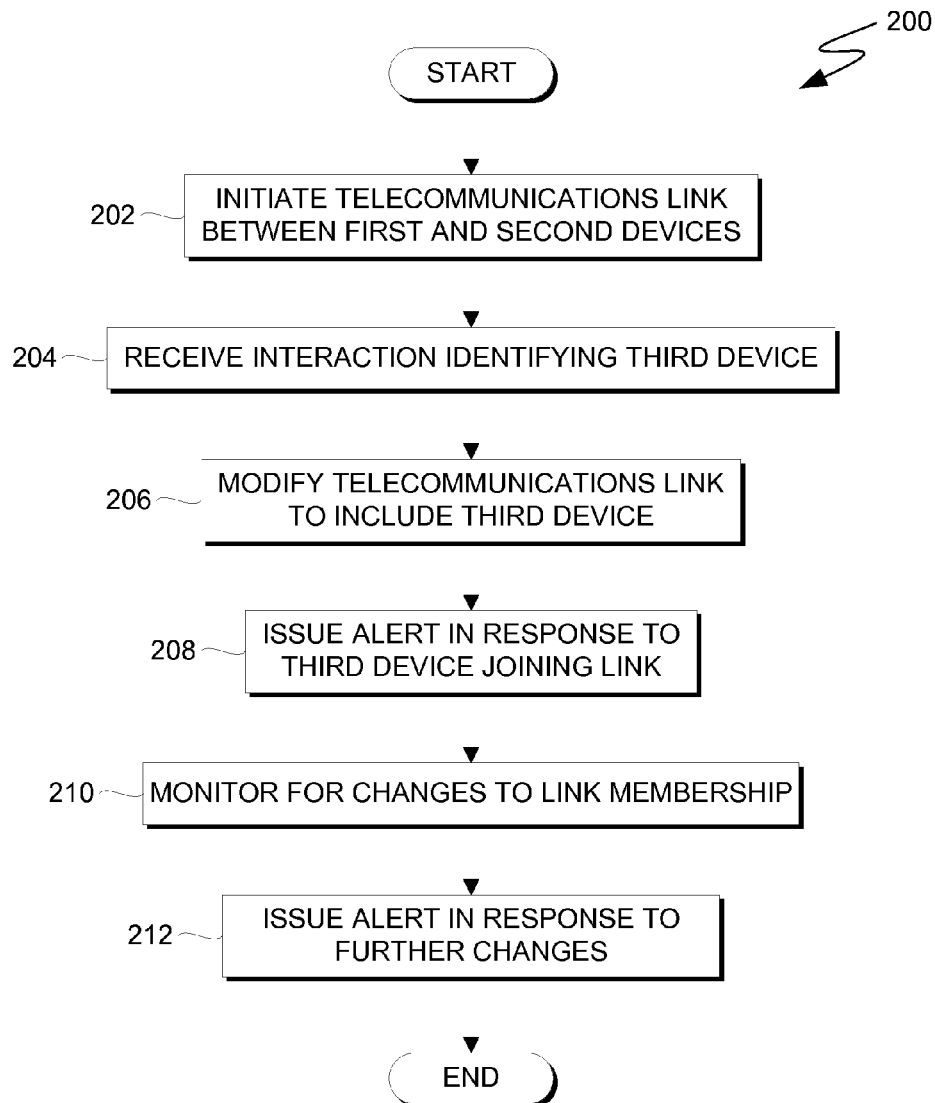 200
START
202
INITIATE TELECOMMUNICATIONS LINK
BETWEEN FIRST AND SECOND DEVICES
204
RECEIVE INTERACTION IDENTIFYING THIRD DEVICE
206
MODIFY TELECOMMUNICATIONS LINK
TO INCLUDE THIRD DEVICE
208
ISSUE ALERT IN RESPONSE TO
THIRD DEVICE JOINING LINK
210
MONITOR FOR CHANGES TO LINK MEMBERSHIP
212
ISSUE ALERT IN RESPONSE TO
FURTHER CHANGES
END